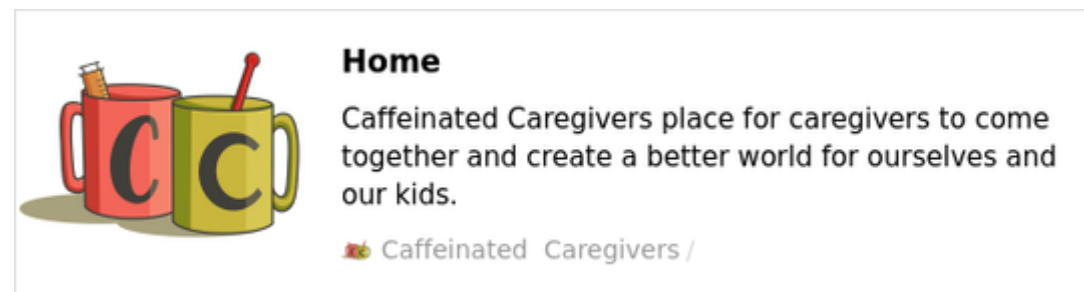 C C
Home
Caffeinated Caregivers place for caregivers to come
together and create a better world for ourselves and
our kids.
Caffeinated Caregivers /